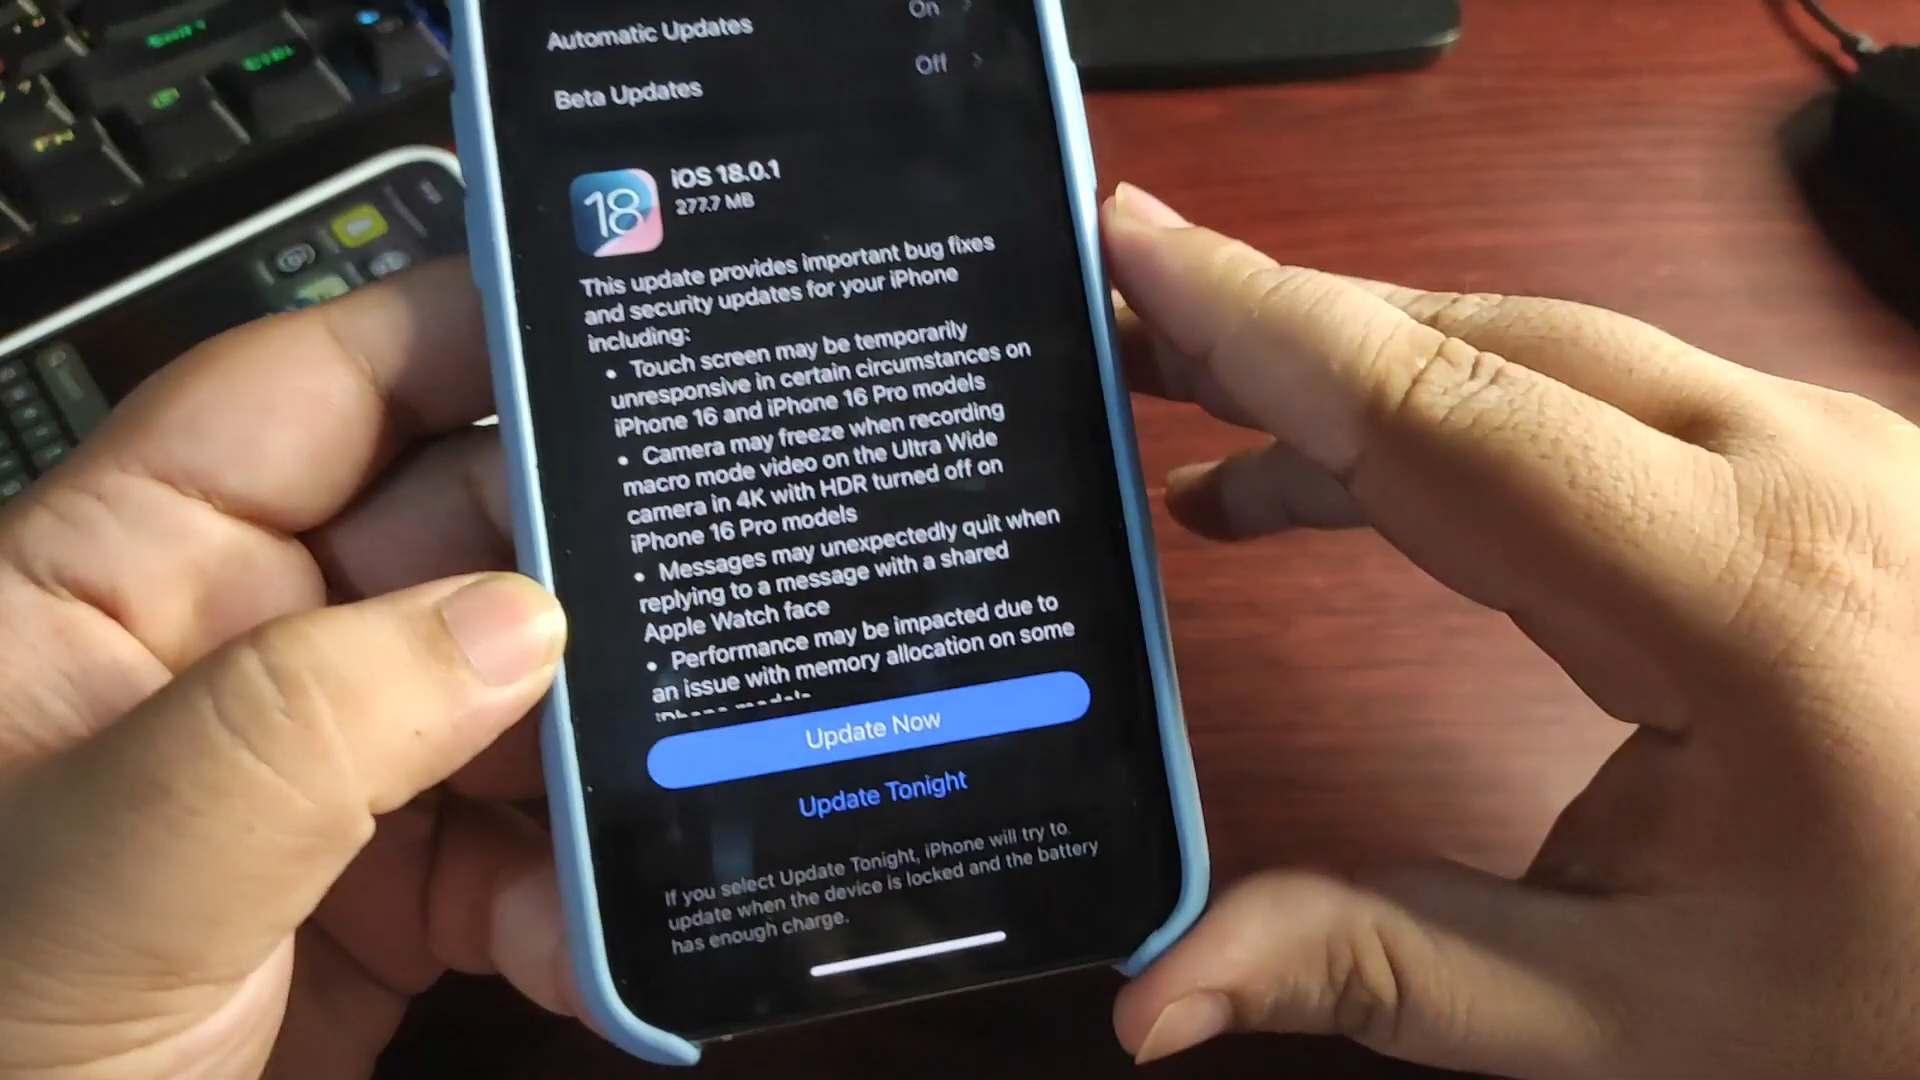 Automatic Updates On
Beta Updates Off
18
iOS 18.0.1
277.7 MB
This update provides important bug fixes
and security updates for your iPhone
including:
• Touch screen may be temporarily
unresponsive in certain circumstances on
iPhone 16 and iPhone 16 Pro models
• Camera may freeze when recording
macro mode video on the Ultra Wide
camera in 4K with HDR turned off on
iPhone 16 Pro models
• Messages may unexpectedly quit when
replying to a message with a shared
Apple Watch face
• Performance may be impacted due to
an issue with memory allocation on some
iPhone models
Update Now
Update Tonight
If you select Update Tonight, iPhone will try to
update when the device is locked and the battery
has enough charge.
FN